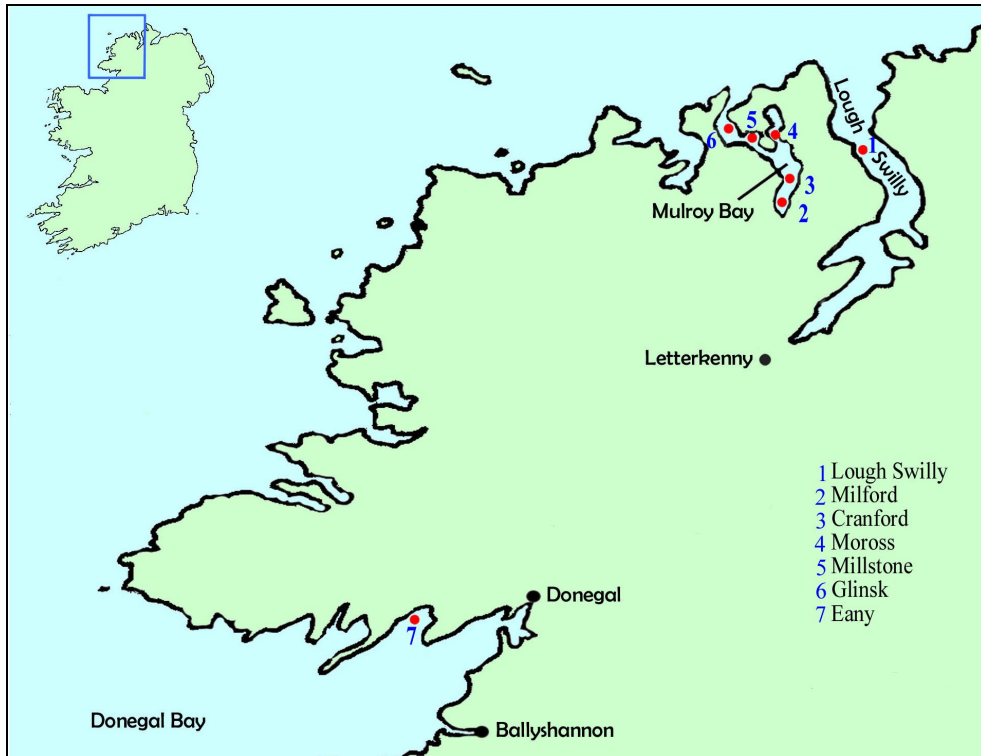 Lough
Swilly
1
5
4
6
3
2
Mulroy Bay
Letterkenny
1 Lough Swilly
2 Milford
3 Cranford
4 Moross
5 Millstone
6 Glinsk
7 Eany
Donegal
7
Donegal Bay
Ballyshannon